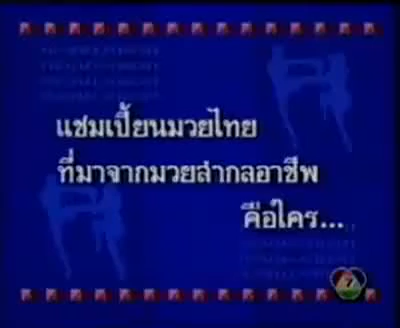 แชมเปี้ยนมวยไทย
ที่มาจากมวยสากลอาชีพ
คือใคร...
7